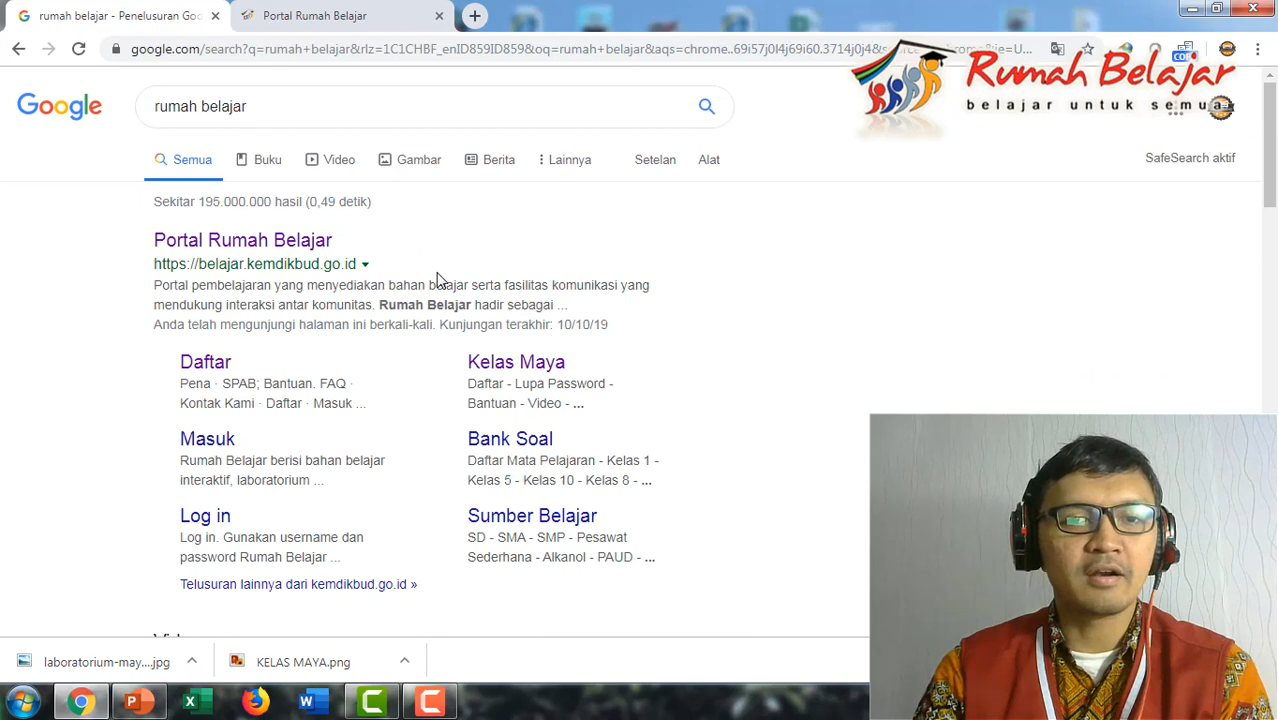 rumah belajar - Penelusuran Goo
Portal Rumah Belajar
google.com/search?q=rumah+belajar&rlz=1C1CHBF_enID859ID859&oq=rumah+belajar&aqs=chrome..69i57j0l4j69i60.3714j0j4&
Rumah Belajar
belajar untuk semua
Google
rumah belajar
Semua
Buku
Video
Gambar
Berita
Lainnya
Setelan
Alat
SafeSearch aktif
Sekitar 195.000.000 hasil (0,49 detik)
Portal Rumah Belajar
https://belajar.kemdikbud.go.id
Portal pembelajaran yang menyediakan bahan belajar serta fasilitas komunikasi yang
mendukung interaksi antar komunitas. Rumah Belajar hadir sebagai ...
Anda telah mengunjungi halaman ini berkali-kali. Kunjungan terakhir: 10/10/19
Daftar
Pena · SPAB; Bantuan. FAQ ·
Kontak Kami · Daftar · Masuk ...
Kelas Maya
Daftar - Lupa Password -
Bantuan - Video - ...
Masuk
Rumah Belajar berisi bahan belajar
interaktif, laboratorium ...
Bank Soal
Daftar Mata Pelajaran - Kelas 1 -
Kelas 5 - Kelas 10 - Kelas 8 - ...
Log in
Log in. Gunakan username dan
password Rumah Belajar ...
Sumber Belajar
SD - SMA - SMP - Pesawat
Sederhana - Alkanol - PAUD - ...
Telusuran lainnya dari kemdikbud.go.id »
laboratorium-may....jpg
KELAS MAYA.png